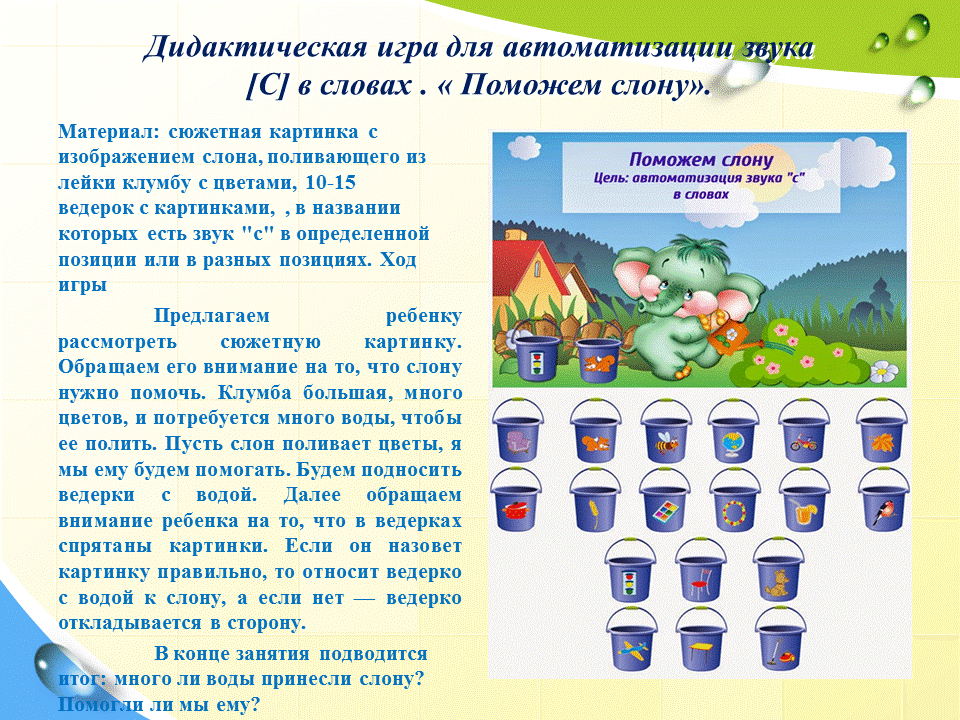 Дидактическая игра для автоматизации звука
[С] в словах . « Поможем слону».
Материал: сюжетная картинка с
изображением слона, поливающего из
лейки клумбу с цветами, 10-15
ведерок с картинками, , в названии
которых есть звук "с" в определенной
позиции или в разных позициях. Ход
игры
Предлагаем ребенку
рассмотреть сюжетную картинку.
Обращаем его внимание на то, что слону
нужно помочь. Клумба большая, много
цветов, и потребуется много воды, чтобы
ее полить. Пусть слон поливает цветы, я
мы ему будем помогать. Будем подносить
ведерки с водой. Далее обращаем
внимание ребенка на то, что в ведерках
спрятаны картинки. Если он назовет
картинку правильно, то относит ведерко
с водой к слону, а если нет — ведерко
откладывается в сторону.
В конце занятия подводится
итог: много ли воды принесли слону?
Помогли ли мы ему?
Поможем слону
Цель: автоматизация звука "с"
в словах